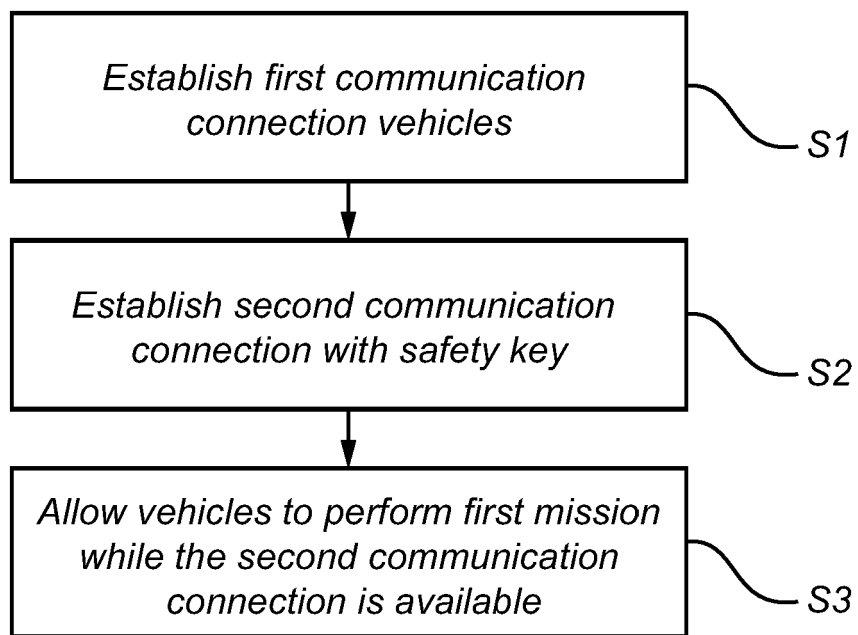 Establish first communication
connection vehicles
S1
Establish second communication
connection with safety key
S2
Allow vehicles to perform first mission
while the second communication
connection is available
S3